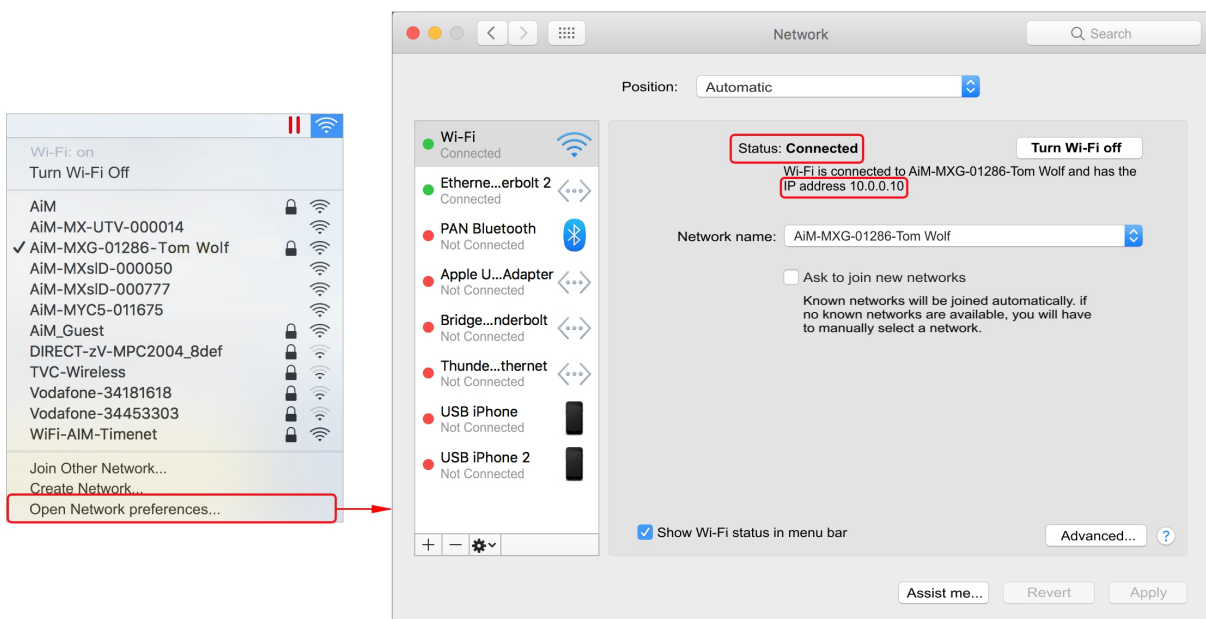 Wi-Fi: on
Turn Wi-Fi Off
AiM
AiM-MX-UTV-000014
✓ AiM-MXG-01286-Tom Wolf
AiM-MXslD-000050
AiM-MXslD-000777
AiM-MYC5-011675
AiM_Guest
DIRECT-zV-MPC2004_8def
TVC-Wireless
Vodafone-34181618
Vodafone-34453303
WiFi-AIM-Timenet
Join Other Network...
Create Network...
Open Network preferences...
Network
Search
Position: Automatic
Wi-Fi
Connected
Etherne...erbolt 2
Connected
PAN Bluetooth
Not Connected
Apple U...Adapter
Not Connected
Bridge...nderbolt
Not Connected
Thunde...thernet
Not Connected
USB iPhone
Not Connected
USB iPhone 2
Not Connected
Status: Connected
Turn Wi-Fi off
Wi-Fi is connected to AiM-MXG-01286-Tom Wolf and has the
IP address 10.0.0.10
Network name: AiM-MXG-01286-Tom Wolf
Ask to join new networks
Known networks will be joined automatically. if
no known networks are available, you will have
to manually select a network.
Show Wi-Fi status in menu bar
Advanced...
?
Assist me...
Revert
Apply